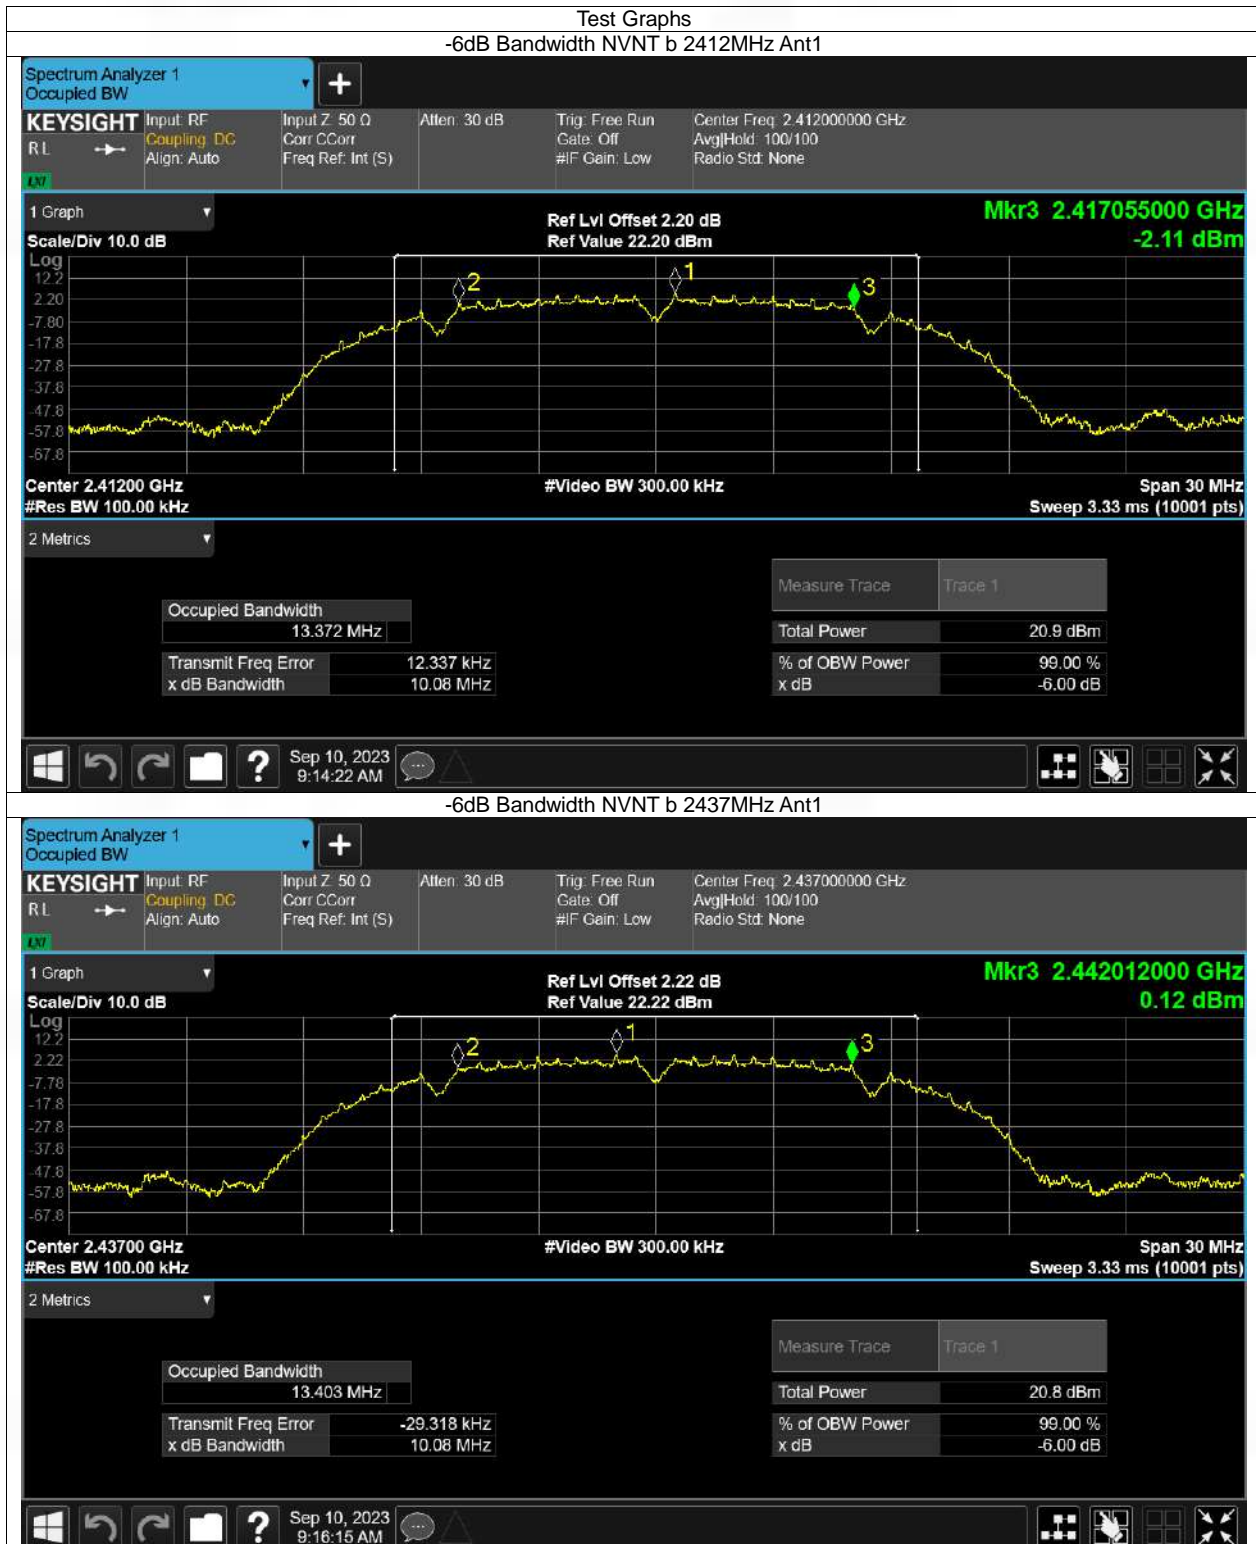 Test Graphs
-6dB Bandwidth NVNT b 2412MHz Ant1
Spectrum Analyzer 1
Occupied BW
+
KEYSIGHT Input: RF Input Z: 50 Ω Atten: 30 dB Trig: Free Run Center Freq: 2.412000000 GHz
RL Coupling: DC Corr CCorr Gate: Off Avg|Hold: 100/100
Align: Auto Freq Ref: Int (S) #IF Gain: Low Radio Std: None
LXI
1 Graph
Ref Lvl Offset 2.20 dB Mkr3 2.417055000 GHz
Scale/Div 10.0 dB Ref Value 22.20 dBm -2.11 dBm
Log
12.2
2.20
-7.80
-17.8
-27.8
-37.8
-47.8
-57.8
-67.8
2
1
3
Center 2.41200 GHz #Video BW 300.00 kHz Span 30 MHz
#Res BW 100.00 kHz Sweep 3.33 ms (10001 pts)
2 Metrics
Measure Trace Trace 1
Occupied Bandwidth
13.372 MHz Total Power 20.9 dBm
Transmit Freq Error 12.337 kHz % of OBW Power 99.00 %
x dB Bandwidth 10.08 MHz x dB -6.00 dB
? Sep 10, 2023
9:14:22 AM
-6dB Bandwidth NVNT b 2437MHz Ant1
Spectrum Analyzer 1
Occupied BW
+
KEYSIGHT Input: RF Input Z: 50 Ω Atten: 30 dB Trig: Free Run Center Freq: 2.437000000 GHz
RL Coupling: DC Corr CCorr Gate: Off Avg|Hold: 100/100
Align: Auto Freq Ref: Int (S) #IF Gain: Low Radio Std: None
LXI
1 Graph
Ref Lvl Offset 2.22 dB Mkr3 2.442012000 GHz
Scale/Div 10.0 dB Ref Value 22.22 dBm 0.12 dBm
Log
12.2
2.22
-7.78
-17.8
-27.8
-37.8
-47.8
-57.8
-67.8
2
1
3
Center 2.43700 GHz #Video BW 300.00 kHz Span 30 MHz
#Res BW 100.00 kHz Sweep 3.33 ms (10001 pts)
2 Metrics
Measure Trace Trace 1
Occupied Bandwidth
13.403 MHz Total Power 20.8 dBm
Transmit Freq Error -29.318 kHz % of OBW Power 99.00 %
x dB Bandwidth 10.08 MHz x dB -6.00 dB
? Sep 10, 2023
9:16:15 AM